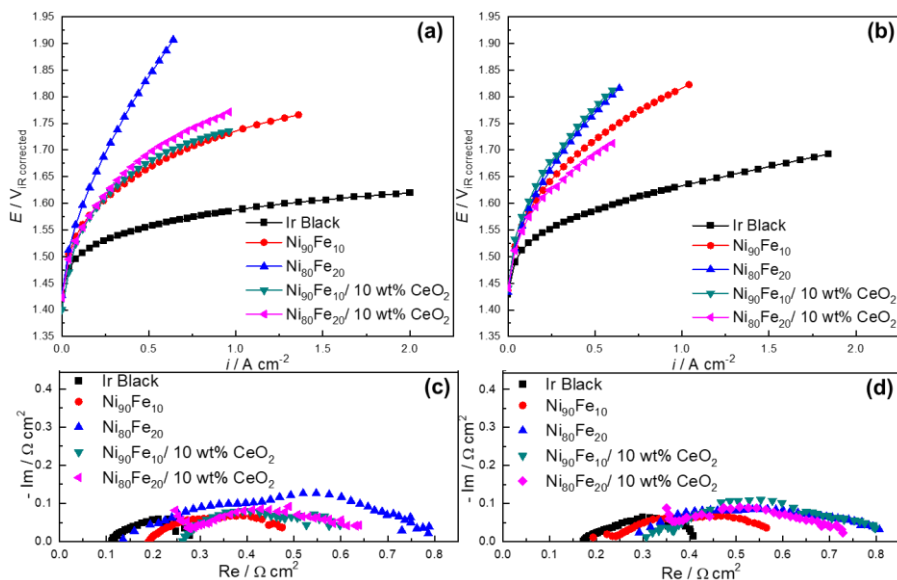 (a)
1.95
1.90
1.85
1.80
1.75
1.70
1.65
1.60
1.55
1.50
1.45
1.40
1.35
E / V_IR corrected
Ir Black
Ni₉₀Fe₁₀
Ni₈₀Fe₂₀
Ni₉₀Fe₁₀/ 10 wt% CeO₂
Ni₈₀Fe₂₀/ 10 wt% CeO₂
0.0 0.5 1.0 1.5 2.0
i / A cm⁻²
(b)
1.95
1.90
1.85
1.80
1.75
1.70
1.65
1.60
1.55
1.50
1.45
1.40
1.35
E / V_IR corrected
Ir Black
Ni₉₀Fe₁₀
Ni₈₀Fe₂₀
Ni₉₀Fe₁₀/ 10 wt% CeO₂
Ni₈₀Fe₂₀/ 10 wt% CeO₂
0.0 0.5 1.0 1.5 2.0
i / A cm⁻²
(c)
0.4
0.3
0.2
0.1
0.0
- Im / Ω cm²
Ir Black
Ni₉₀Fe₁₀
Ni₈₀Fe₂₀
Ni₉₀Fe₁₀/ 10 wt% CeO₂
Ni₈₀Fe₂₀/ 10 wt% CeO₂
0.0 0.1 0.2 0.3 0.4 0.5 0.6 0.7 0.8
Re / Ω cm²
(d)
0.4
0.3
0.2
0.1
0.0
- Im / Ω cm²
Ir Black
Ni₉₀Fe₁₀
Ni₈₀Fe₂₀
Ni₉₀Fe₁₀/ 10 wt% CeO₂
Ni₈₀Fe₂₀/ 10 wt% CeO₂
0.0 0.1 0.2 0.3 0.4 0.5 0.6 0.7 0.8
Re / Ω cm²